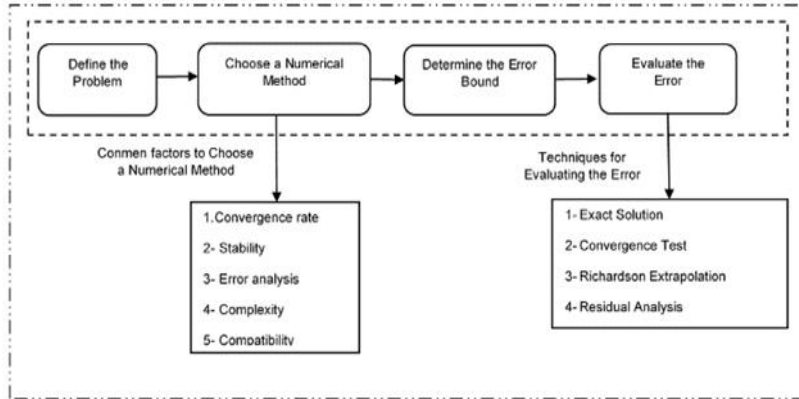 Define the
Problem
Choose a Numerical
Method
Determine the Error
Bound
Evaluate the
Error
Conmen factors to Choose
a Numerical Method
Techniques for
Evaluating the Error
1.Convergence rate
2- Stability
3- Error analysis
4- Complexity
5- Compatibility
1- Exact Solution
2- Convergence Test
3- Richardson Extrapolation
4- Residual Analysis